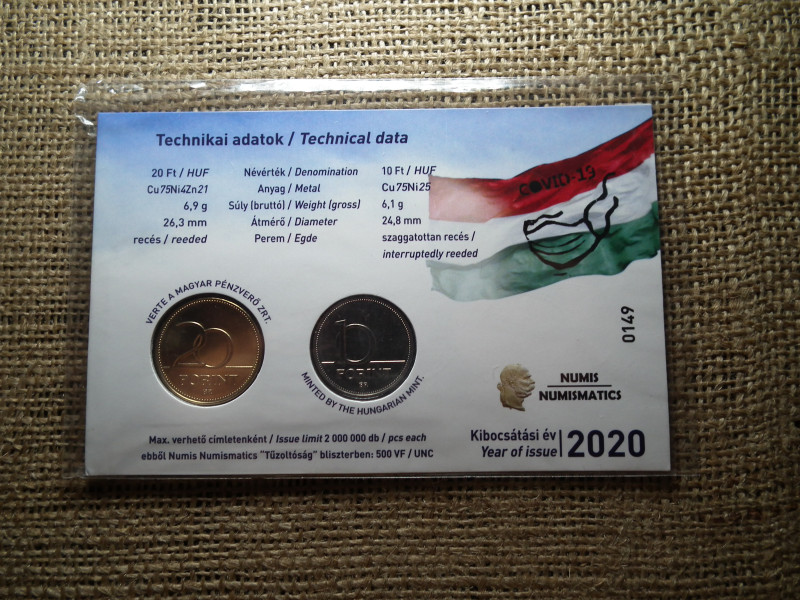 Technikai adatok / Technical data
20 Ft / HUF Névérték / Denomination 10 Ft / HUF
Cu75Ni4Zn21 Anyag / Metal Cu75Ni25
6,9 g Súly (bruttó) / Weight (gross) 6,1 g
26,3 mm Átmérő / Diameter 24,8 mm
recés / reeded Perem / Egde szaggatottan recés /
interruptedly reeded
COVID-19
VERTE A MAGYAR PÉNZVERŐ ZRT.
20
FORINT
BP.
10
FORINT
BP.
MINTED BY THE HUNGARIAN MINT.
0149
NUMIS
NUMISMATICS
Max. verhető címletenként / Issue limit 2 000 000 db / pcs each
ebből Numis Numismatics "Tűzoltóság" bliszterben: 500 VF / UNC
Kibocsátási év
Year of issue
2020